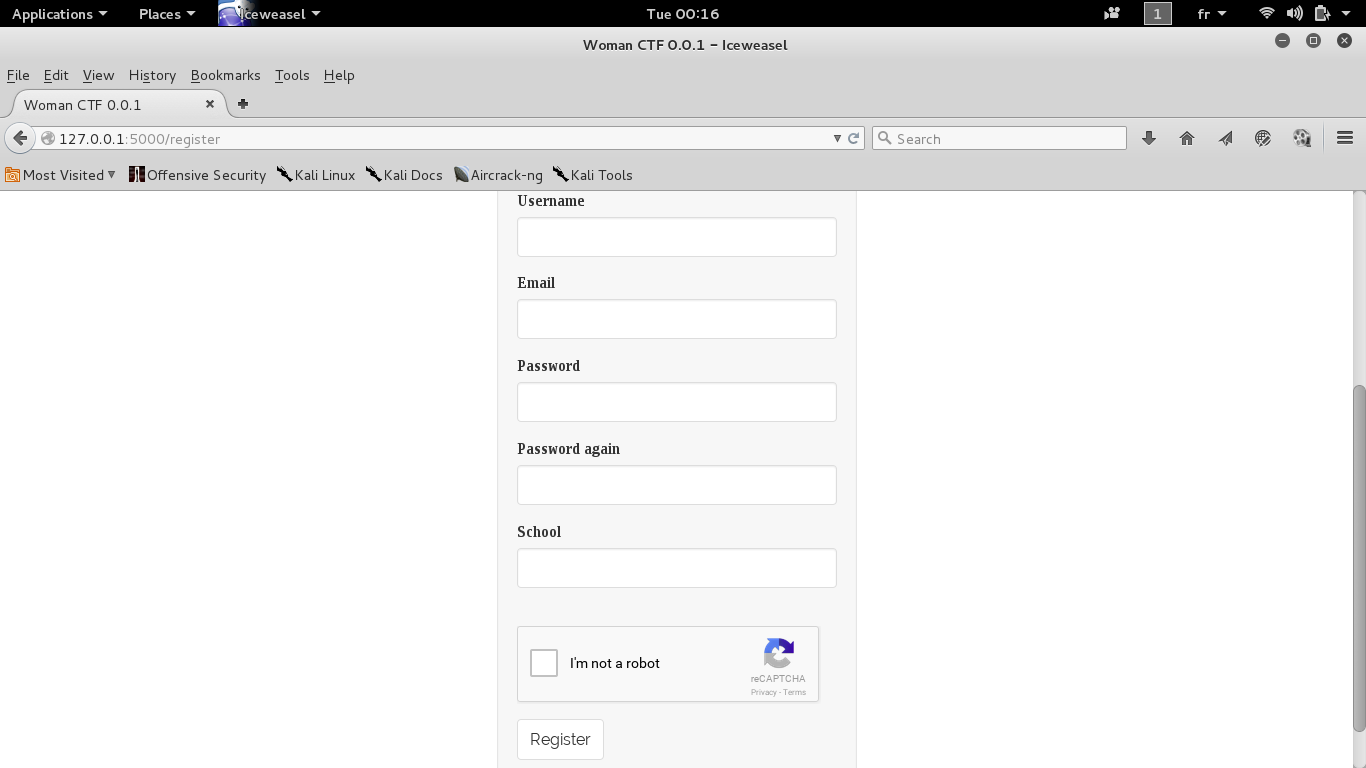 Applications Places Iceweasel Tue 00:16 1 fr
Woman CTF 0.0.1 - Iceweasel
File Edit View History Bookmarks Tools Help
Woman CTF 0.0.1
127.0.0.1:5000/register Search
Most Visited Offensive Security Kali Linux Kali Docs Aircrack-ng Kali Tools
Username
Email
Password
Password again
School
I'm not a robot
reCAPTCHA
Privacy - Terms
Register